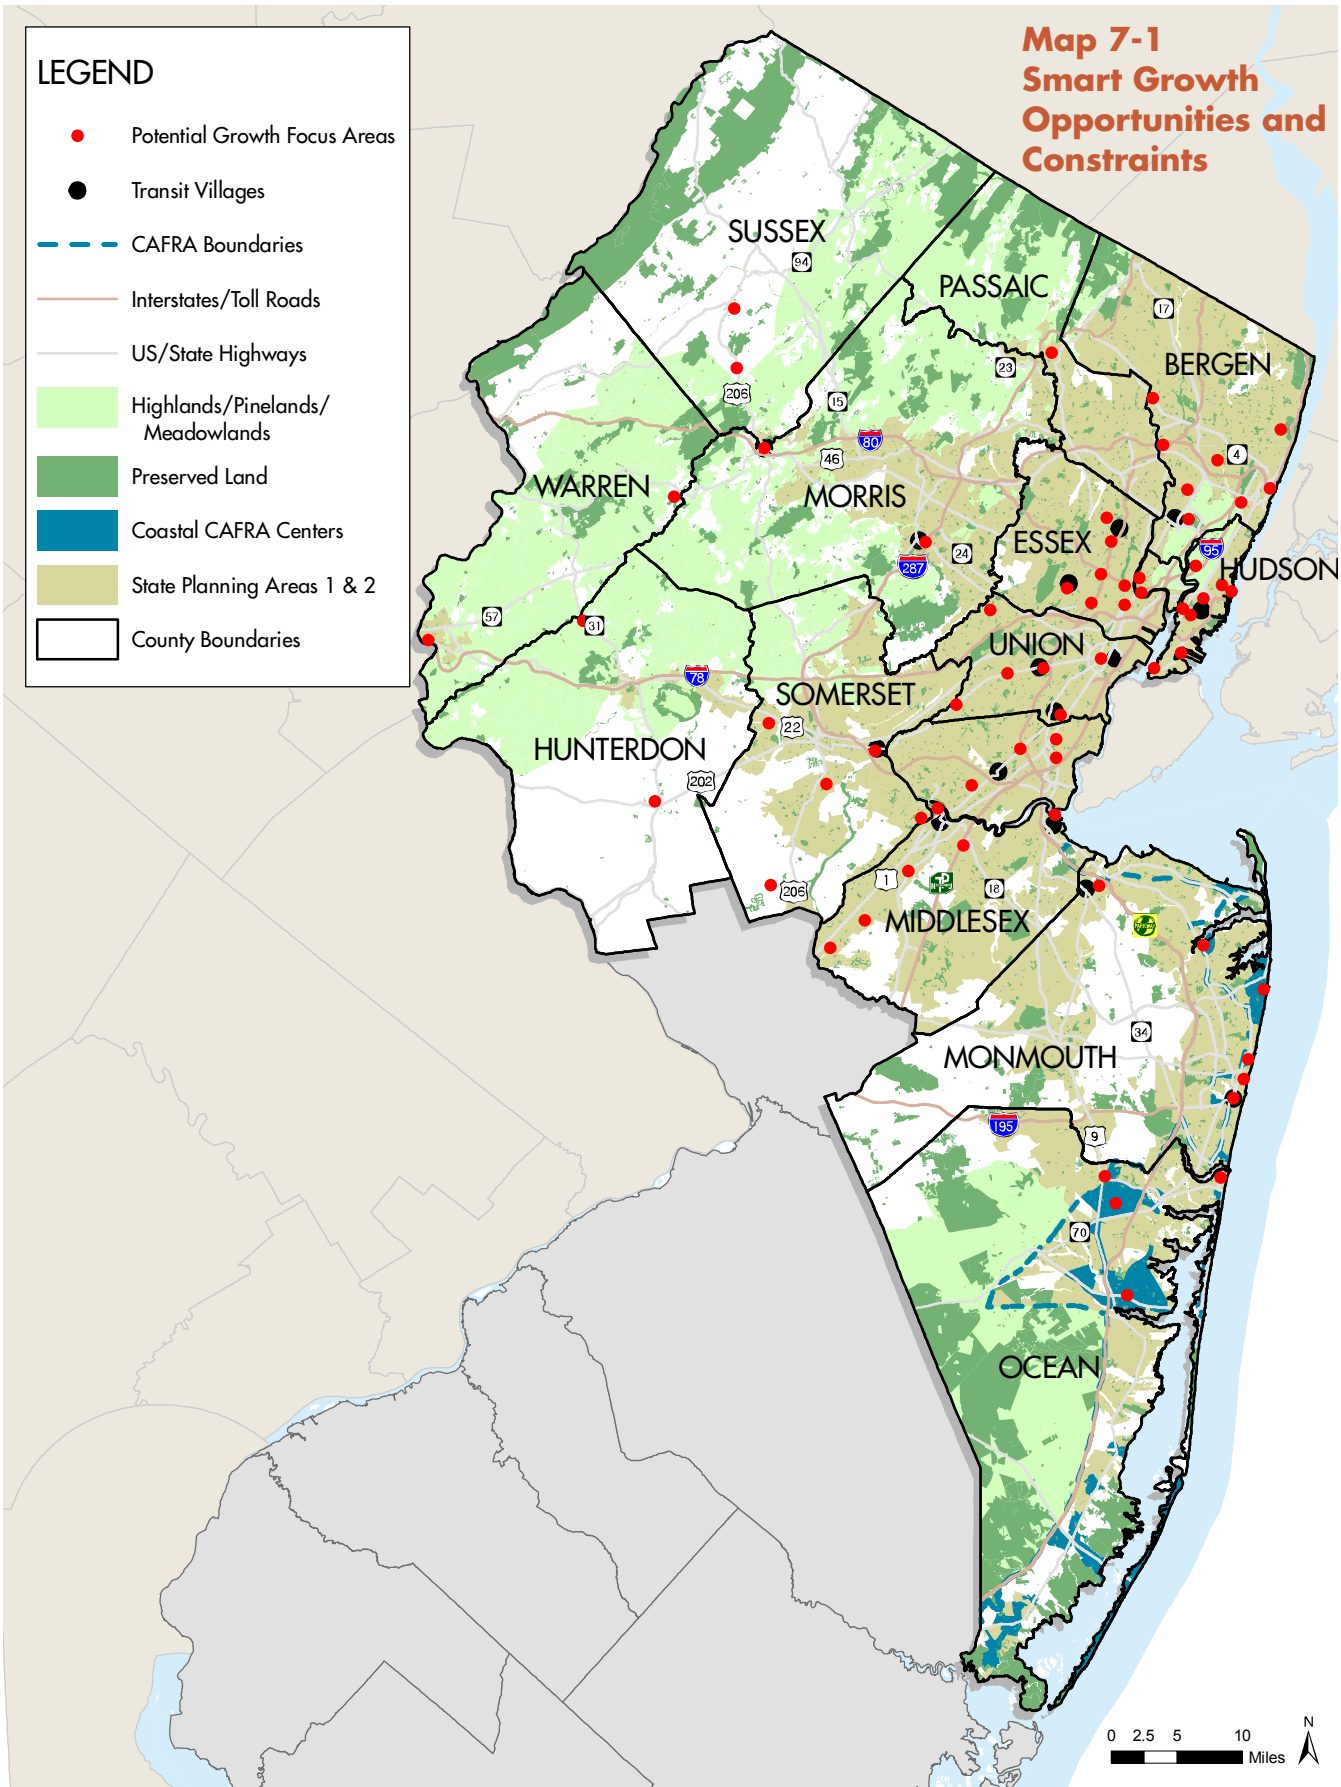 Map 7-1
Smart Growth
Opportunities and
Constraints
LEGEND
Potential Growth Focus Areas
Transit Villages
CAFRA Boundaries
Interstates/Toll Roads
US/State Highways
Highlands/Pinelands/
Meadowlands
Preserved Land
Coastal CAFRA Centers
State Planning Areas 1 & 2
County Boundaries
SUSSEX
94
PASSAIC
17
BERGEN
23
206
15
80
46
4
WARREN
MORRIS
ESSEX
95
24
287
HUDSON
57
31
UNION
78
SOMERSET
22
HUNTERDON
202
1
18
206
MIDDLESEX
34
MONMOUTH
195
9
70
OCEAN
0 2.5 5 10
Miles
N